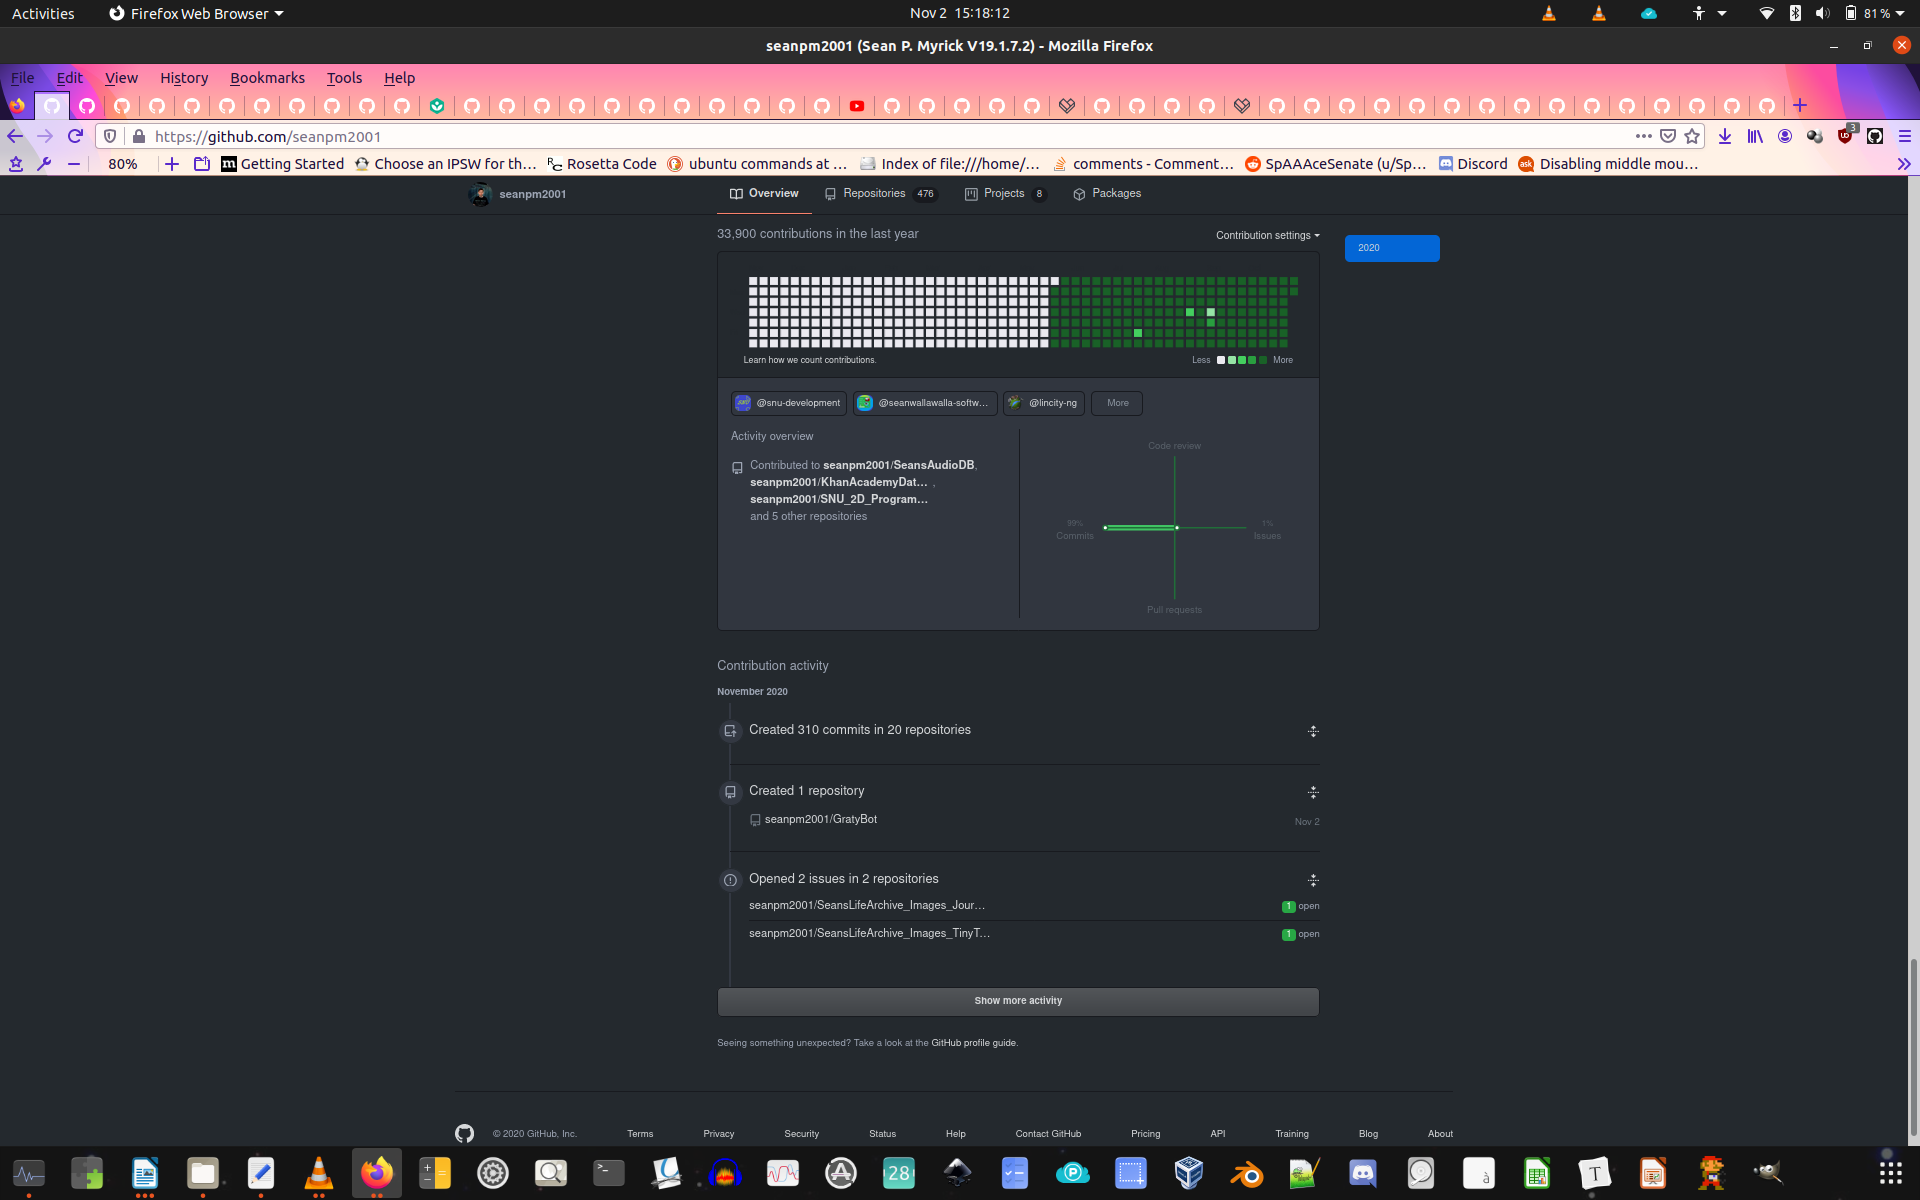 Activities Firefox Web Browser Nov 2 15:18:12 81 %
seanpm2001 (Sean P. Myrick V19.1.7.2) - Mozilla Firefox
File Edit View History Bookmarks Tools Help
https://github.com/seanpm2001 3
80% Getting Started Choose an IPSW for th… Rosetta Code ubuntu commands at … Index of file:///home/… comments - Comment… SpAAAceSenate (u/Sp… Discord Disabling middle mou…
seanpm2001 Overview Repositories 476 Projects 8 Packages
33,900 contributions in the last year Contribution settings 2020
Learn how we count contributions. Less More
@snu-development @seanwallawalla-softw… @lincity-ng More
Activity overview
Code review
Contributed to seanpm2001/SeansAudioDB,
seanpm2001/KhanAcademyDat… ,
seanpm2001/SNU_2D_Program…
and 5 other repositories
99% 1%
Commits Issues
Pull requests
Contribution activity
November 2020
Created 310 commits in 20 repositories
Created 1 repository
seanpm2001/GratyBot Nov 2
Opened 2 issues in 2 repositories
seanpm2001/SeansLifeArchive_Images_Jour… 1 open
seanpm2001/SeansLifeArchive_Images_TinyT… 1 open
Show more activity
Seeing something unexpected? Take a look at the GitHub profile guide.
© 2020 GitHub, Inc. Terms Privacy Security Status Help Contact GitHub Pricing API Training Blog About
28